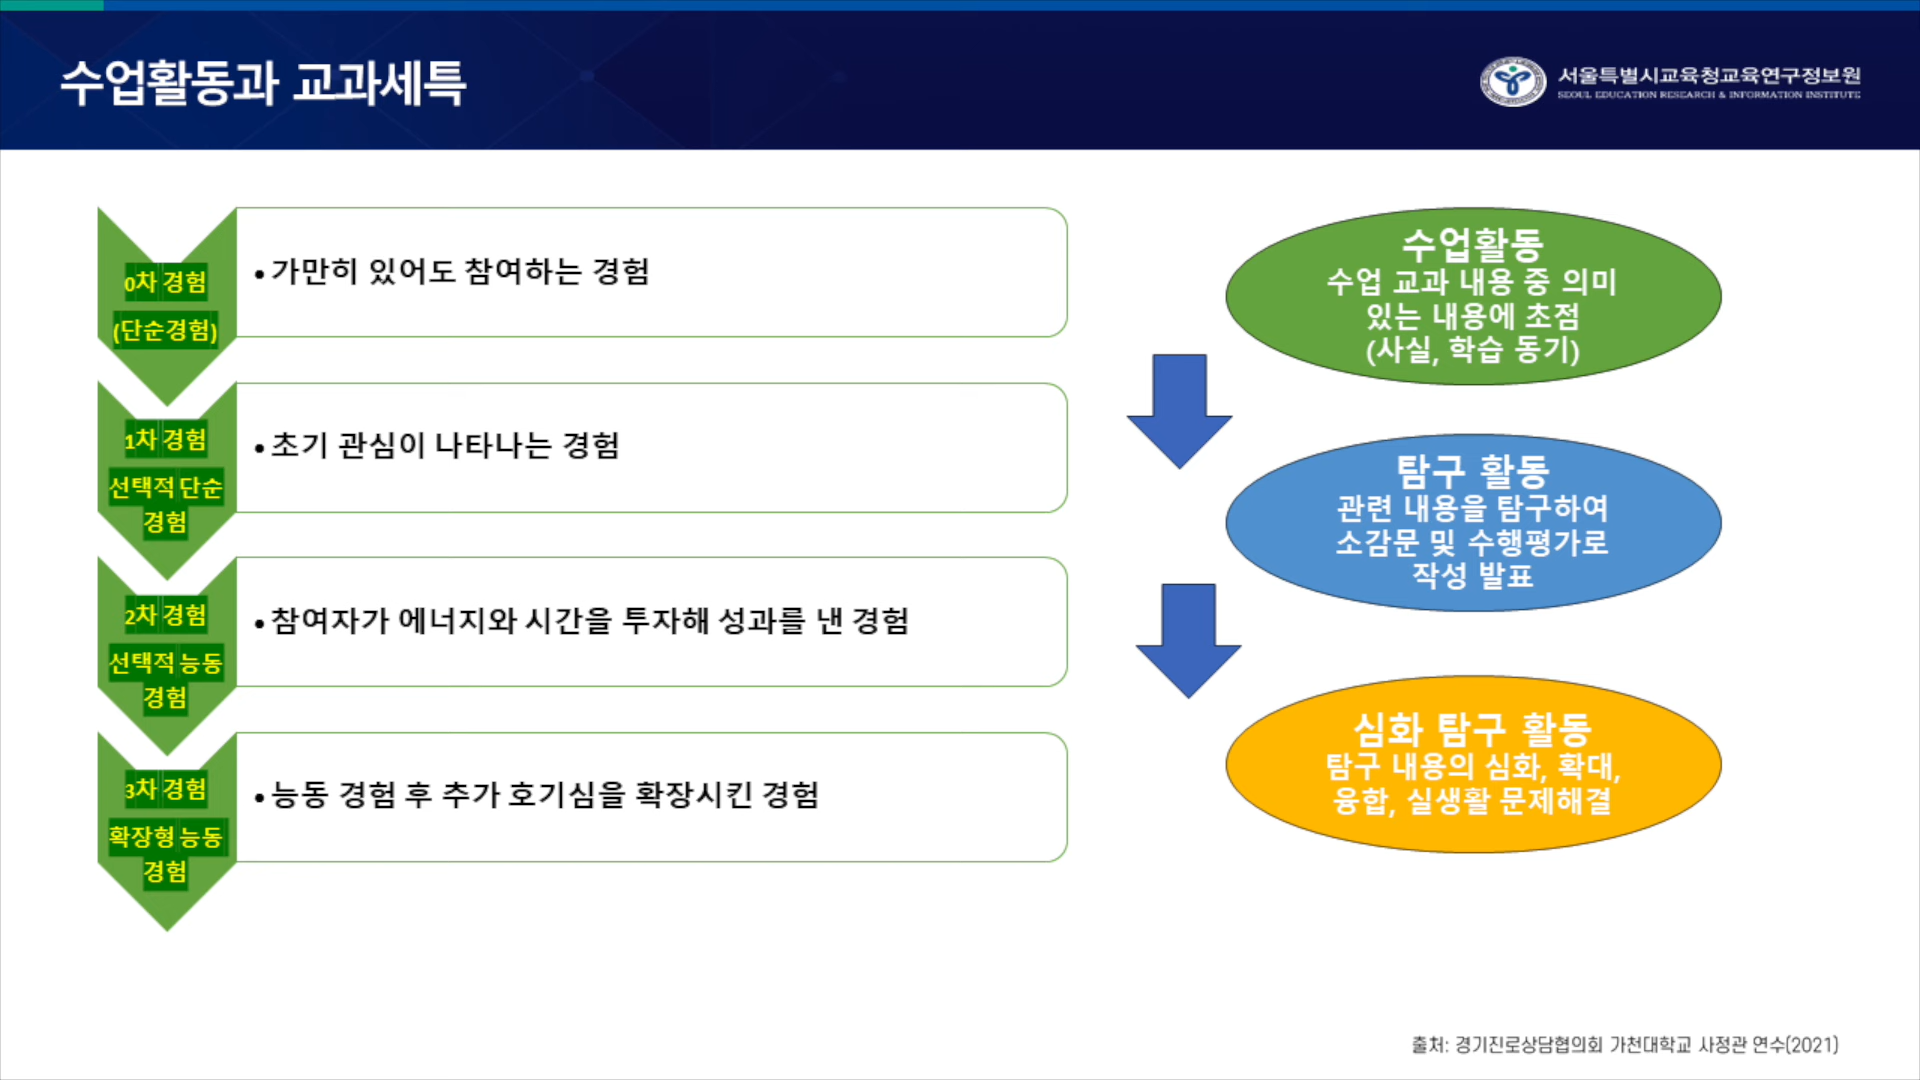 수업활동과 교과세특
서울특별시교육청교육연구정보원
SEOUL EDUCATION RESEARCH & INFORMATION INSTITUTE
0차 경험
(단순경험)
• 가만히 있어도 참여하는 경험
1차 경험
선택적 단순
경험
• 초기 관심이 나타나는 경험
2차 경험
선택적 능동
경험
• 참여자가 에너지와 시간을 투자해 성과를 낸 경험
3차 경험
확장형 능동
경험
• 능동 경험 후 추가 호기심을 확장시킨 경험
수업활동
수업 교과 내용 중 의미
있는 내용에 초점
(사실, 학습 동기)
탐구 활동
관련 내용을 탐구하여
소감문 및 수행평가로
작성 발표
심화 탐구 활동
탐구 내용의 심화, 확대,
융합, 실생활 문제해결
출처: 경기진로상담협의회 가천대학교 사정관 연수(2021)